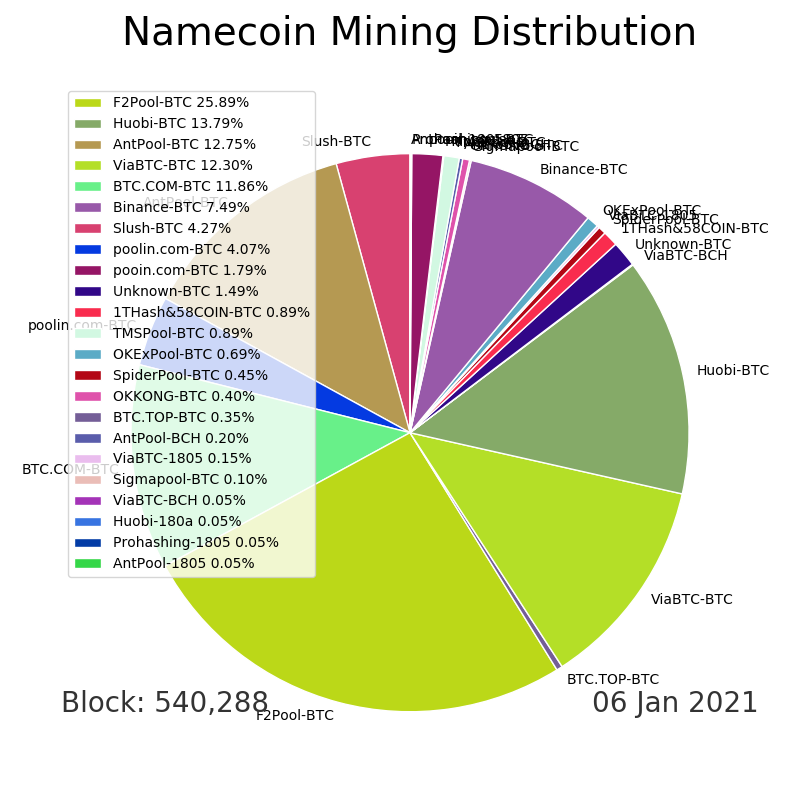 Namecoin Mining Distribution
F2Pool-BTC 25.89%
Huobi-BTC 13.79%
AntPool-BTC 12.75%
ViaBTC-BTC 12.30%
BTC.COM-BTC 11.86%
Binance-BTC 7.49%
Slush-BTC 4.27%
poolin.com-BTC 4.07%
pooin.com-BTC 1.79%
Unknown-BTC 1.49%
1THash&58COIN-BTC 0.89%
TMSPool-BTC 0.89%
OKExPool-BTC 0.69%
SpiderPool-BTC 0.45%
OKKONG-BTC 0.40%
BTC.TOP-BTC 0.35%
AntPool-BCH 0.20%
ViaBTC-1805 0.15%
Sigmapool-BTC 0.10%
ViaBTC-BCH 0.05%
Huobi-180a 0.05%
Prohashing-1805 0.05%
AntPool-1805 0.05%
Slush-BTC
AntPool-BTC
poolin.com-BTC
BTC.COM-BTC
F2Pool-BTC
Sigmapool-BTC
Binance-BTC
OKExPool-BTC
ViaBTC-1805
SpiderPool-BTC
1THash&58COIN-BTC
Unknown-BTC
ViaBTC-BCH
Huobi-BTC
ViaBTC-BTC
BTC.TOP-BTC
Block: 540,288
06 Jan 2021